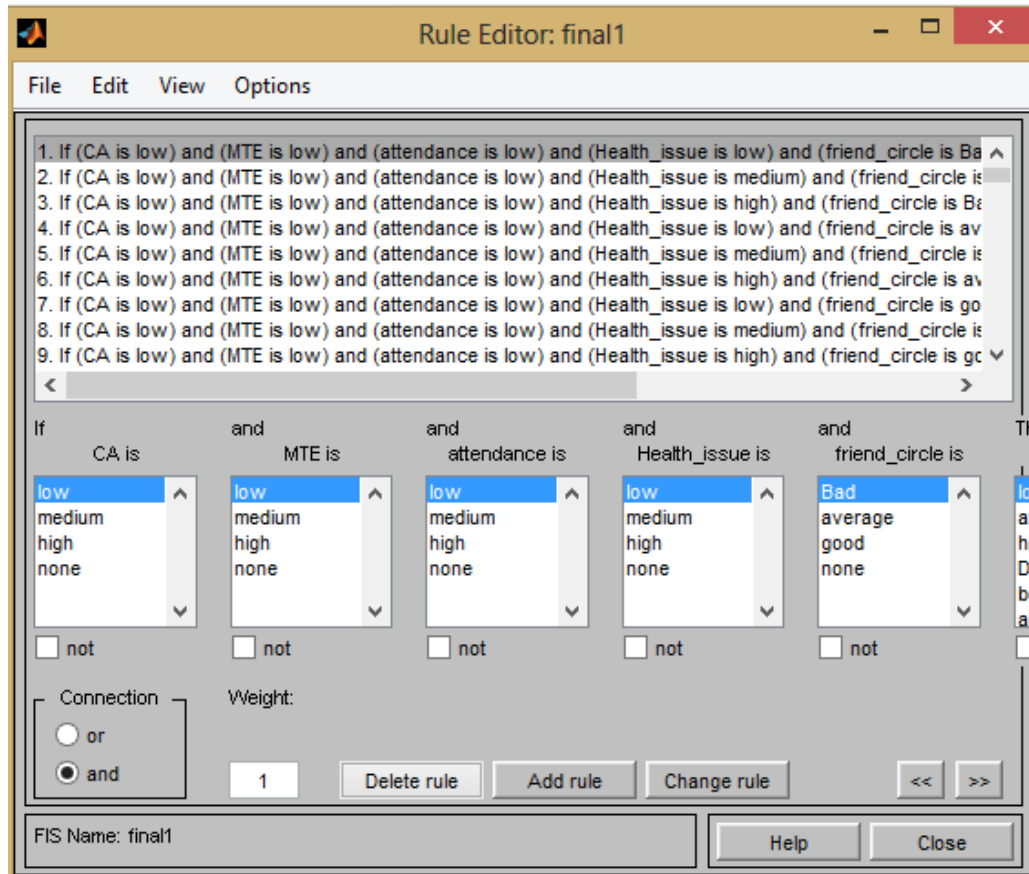 Rule Editor: final1
File Edit View Options
1. If (CA is low) and (MTE is low) and (attendance is low) and (Health_issue is low) and (friend_circle is Ba
2. If (CA is low) and (MTE is low) and (attendance is low) and (Health_issue is medium) and (friend_circle is
3. If (CA is low) and (MTE is low) and (attendance is low) and (Health_issue is high) and (friend_circle is Ba
4. If (CA is low) and (MTE is low) and (attendance is low) and (Health_issue is low) and (friend_circle is av
5. If (CA is low) and (MTE is low) and (attendance is low) and (Health_issue is medium) and (friend_circle is
6. If (CA is low) and (MTE is low) and (attendance is low) and (Health_issue is high) and (friend_circle is av
7. If (CA is low) and (MTE is low) and (attendance is low) and (Health_issue is low) and (friend_circle is go
8. If (CA is low) and (MTE is low) and (attendance is low) and (Health_issue is medium) and (friend_circle is
9. If (CA is low) and (MTE is low) and (attendance is low) and (Health_issue is high) and (friend_circle is go
If and and and and
CA is MTE is attendance is Health_issue is friend_circle is
low low low low Bad
medium medium medium medium average
high high high high good
none none none none none
not not not not not
Connection Weight:
or
and 1 Delete rule Add rule Change rule << >>
FIS Name: final1 Help Close